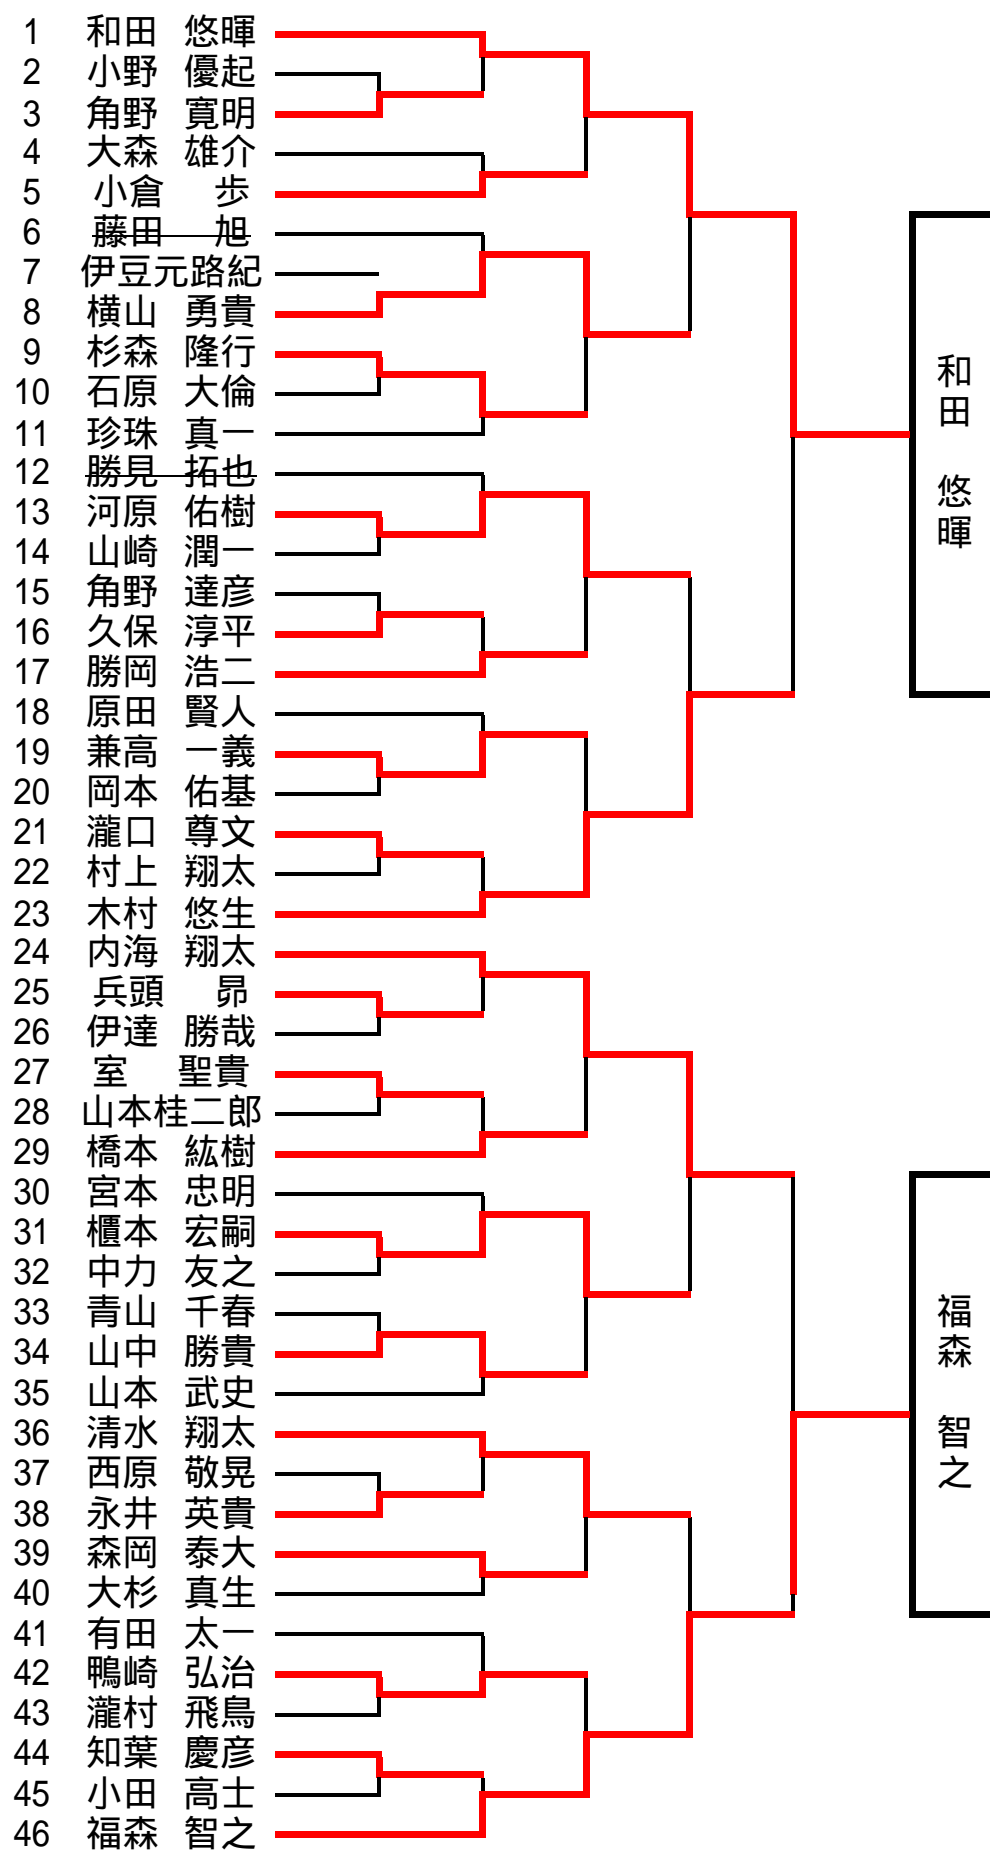 1 和田 悠暉
2 小野 優起
3 角野 寛明
4 大森 雄介
5 小倉 歩
6 藤田 旭
7 伊豆元路紀
8 横山 勇貴
9 杉森 隆行
10 石原 大倫
11 珍珠 真一
12 勝見 拓也
13 河原 佑樹
14 山崎 潤一
15 角野 達彦
16 久保 淳平
17 勝岡 浩二
18 原田 賢人
19 兼高 一義
20 岡本 佑基
21 瀧口 尊文
22 村上 翔太
23 木村 悠生
24 内海 翔太
25 兵頭 昴
26 伊達 勝哉
27 室 聖貴
28 山本桂二郎
29 橋本 紘樹
30 宮本 忠明
31 櫃本 宏嗣
32 中力 友之
33 青山 千春
34 山中 勝貴
35 山本 武史
36 清水 翔太
37 西原 敬晃
38 永井 英貴
39 森岡 泰大
40 大杉 真生
41 有田 太一
42 鴨崎 弘治
43 瀧村 飛鳥
44 知葉 慶彦
45 小田 高士
46 福森 智之
和田 悠暉
福森 智之